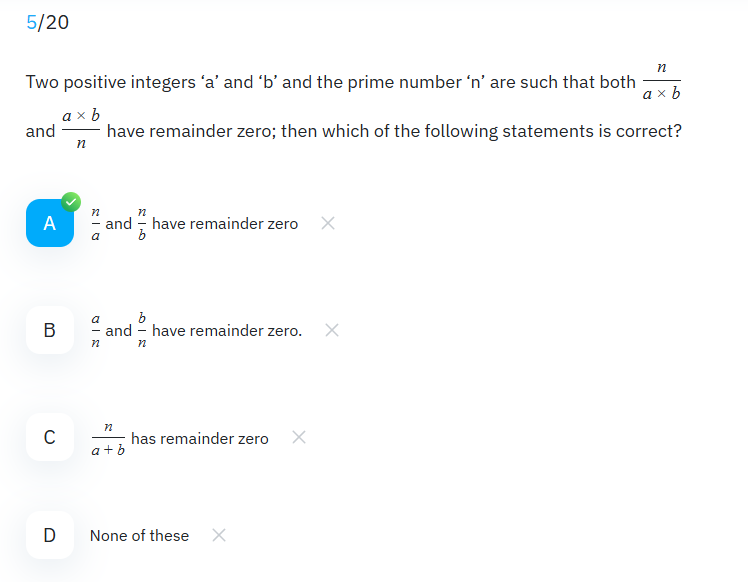 5/20
Two positive integers ‘a’ and ‘b’ and the prime number ‘n’ are such that both n/(a × b)
and (a × b)/n have remainder zero; then which of the following statements is correct?
A n/a and n/b have remainder zero
B a/n and b/n have remainder zero.
C n/(a + b) has remainder zero
D None of these